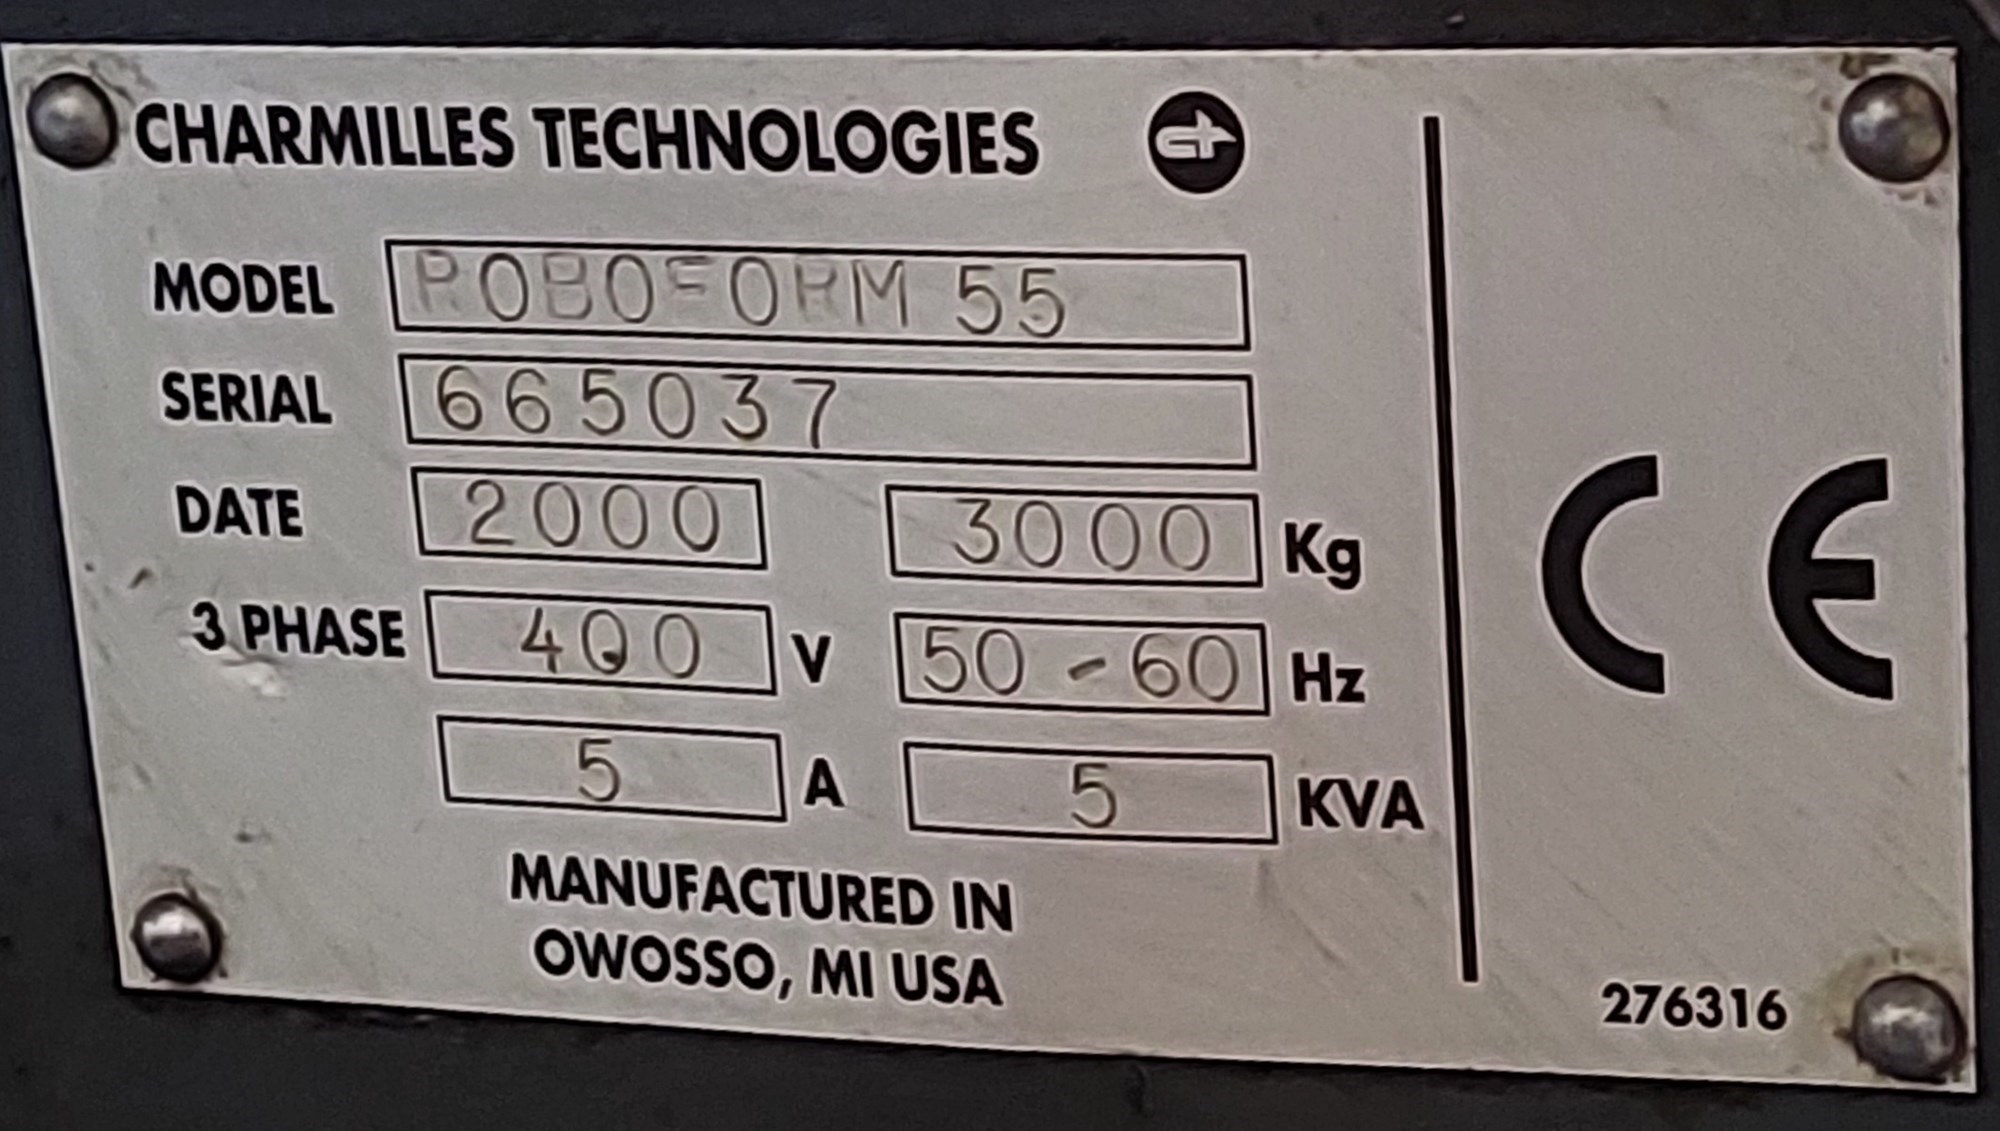 CHARMILLES TECHNOLOGIES
MODEL ROBOFORM 55
SERIAL 665037
DATE 2000 3000 Kg
3 PHASE 400 V 50-60 Hz
5 A 5 KVA
MANUFACTURED IN
OWOSSO, MI USA
CE
276316